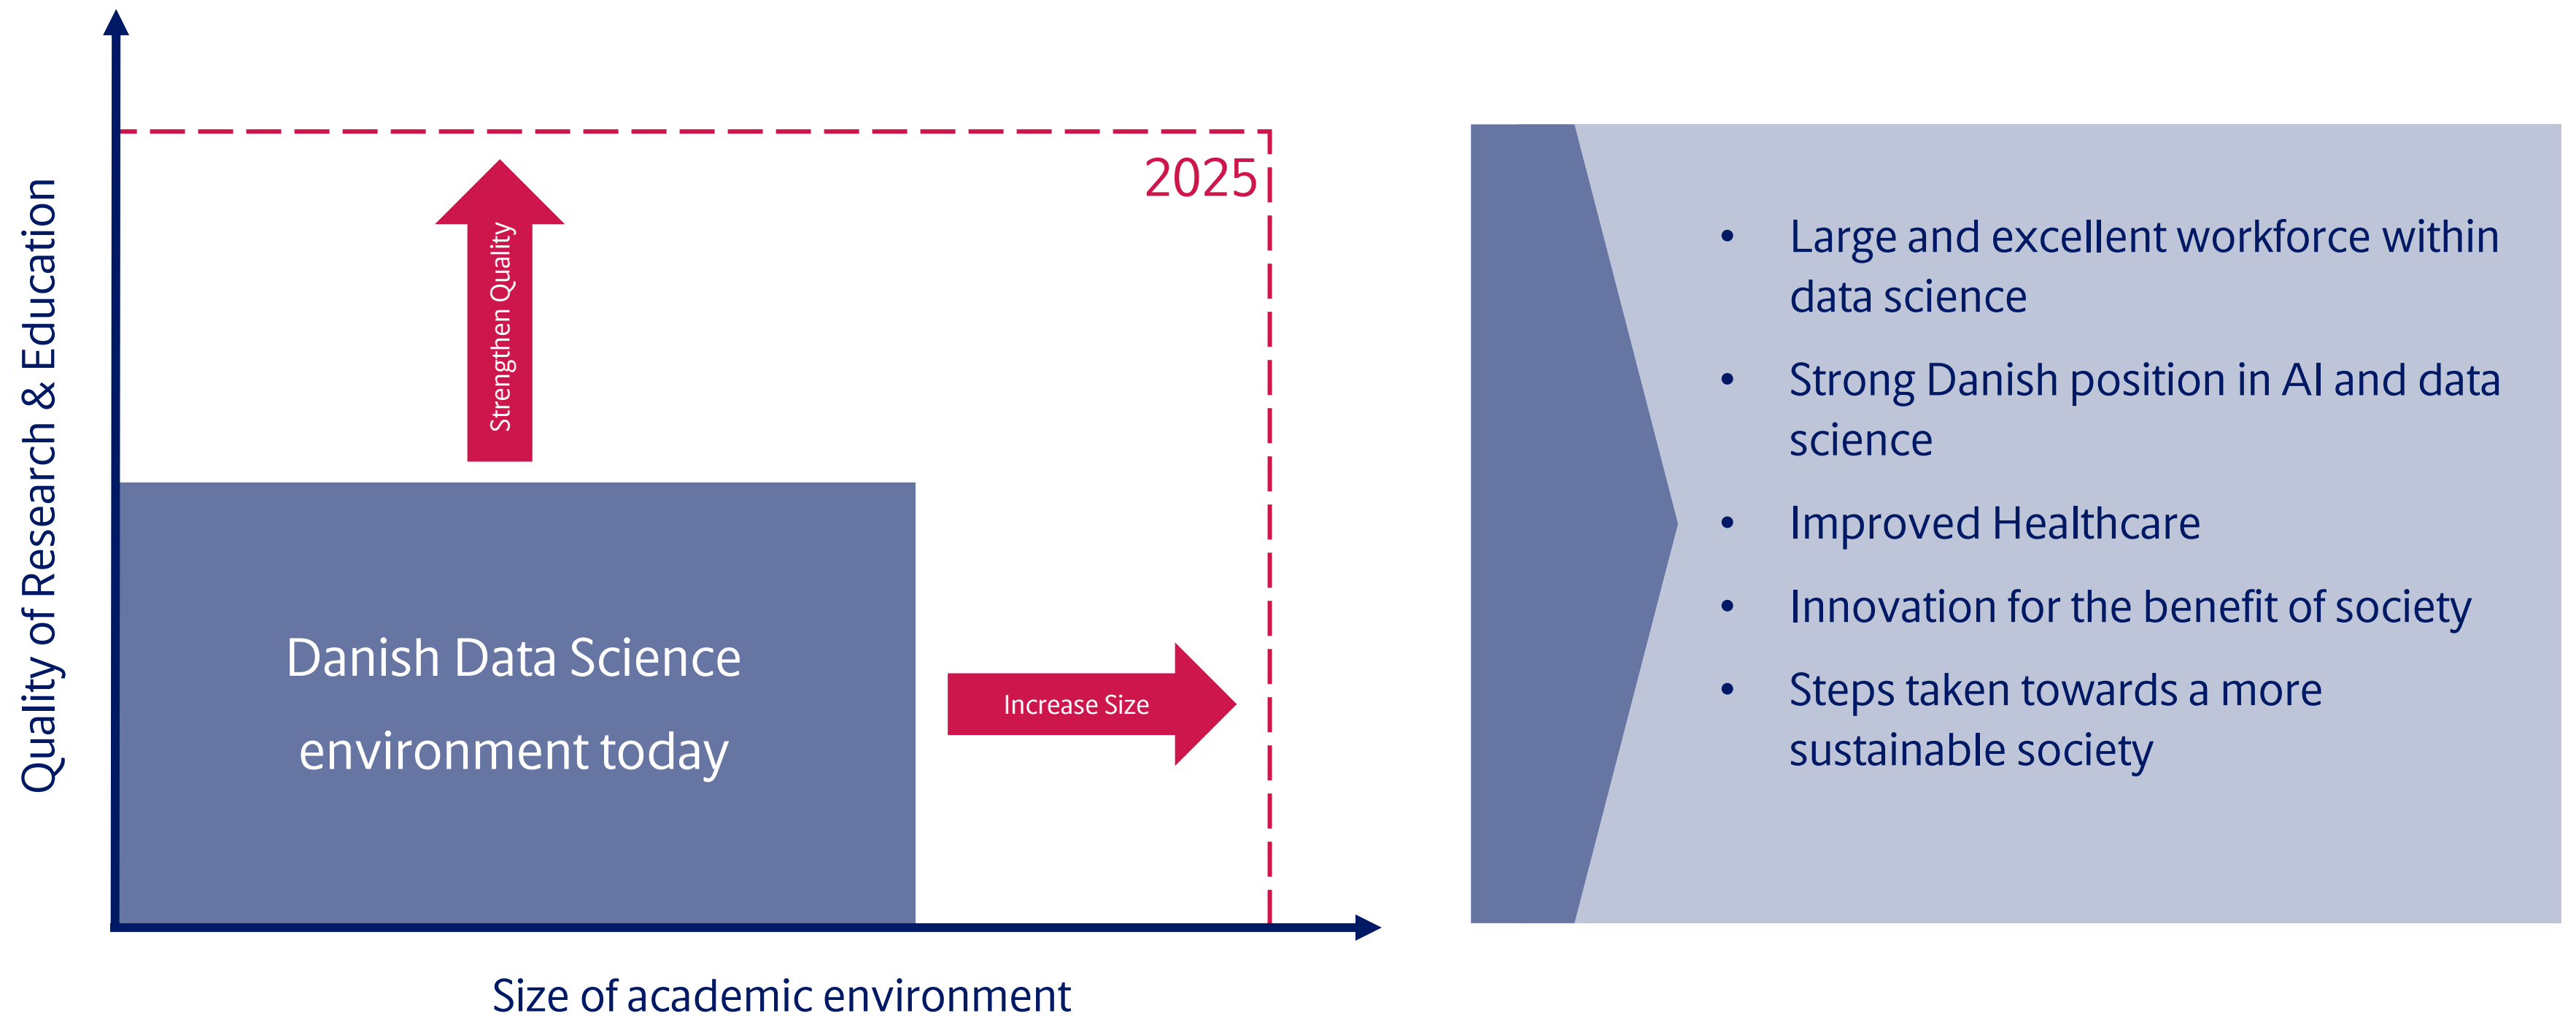 Quality of Research & Education
2025
Strengthen Quality
Danish Data Science
environment today
Increase Size
Size of academic environment
• Large and excellent workforce within
data science
• Strong Danish position in AI and data
science
• Improved Healthcare
• Innovation for the benefit of society
• Steps taken towards a more
sustainable society